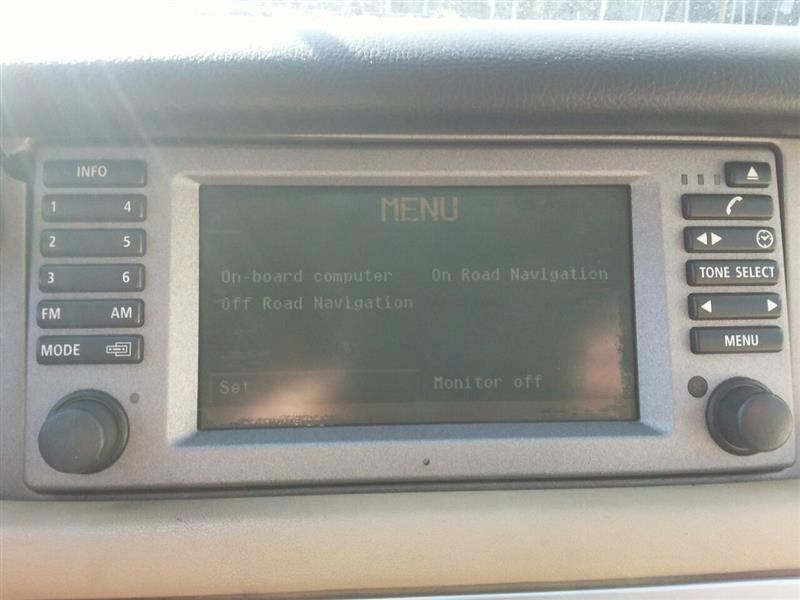 INFO
1 4
2 5
3 6
FM AM
MODE
MENU
On-board computer On Road Navigation
Off Road Navigation
Set Monitor off
TONE SELECT
MENU